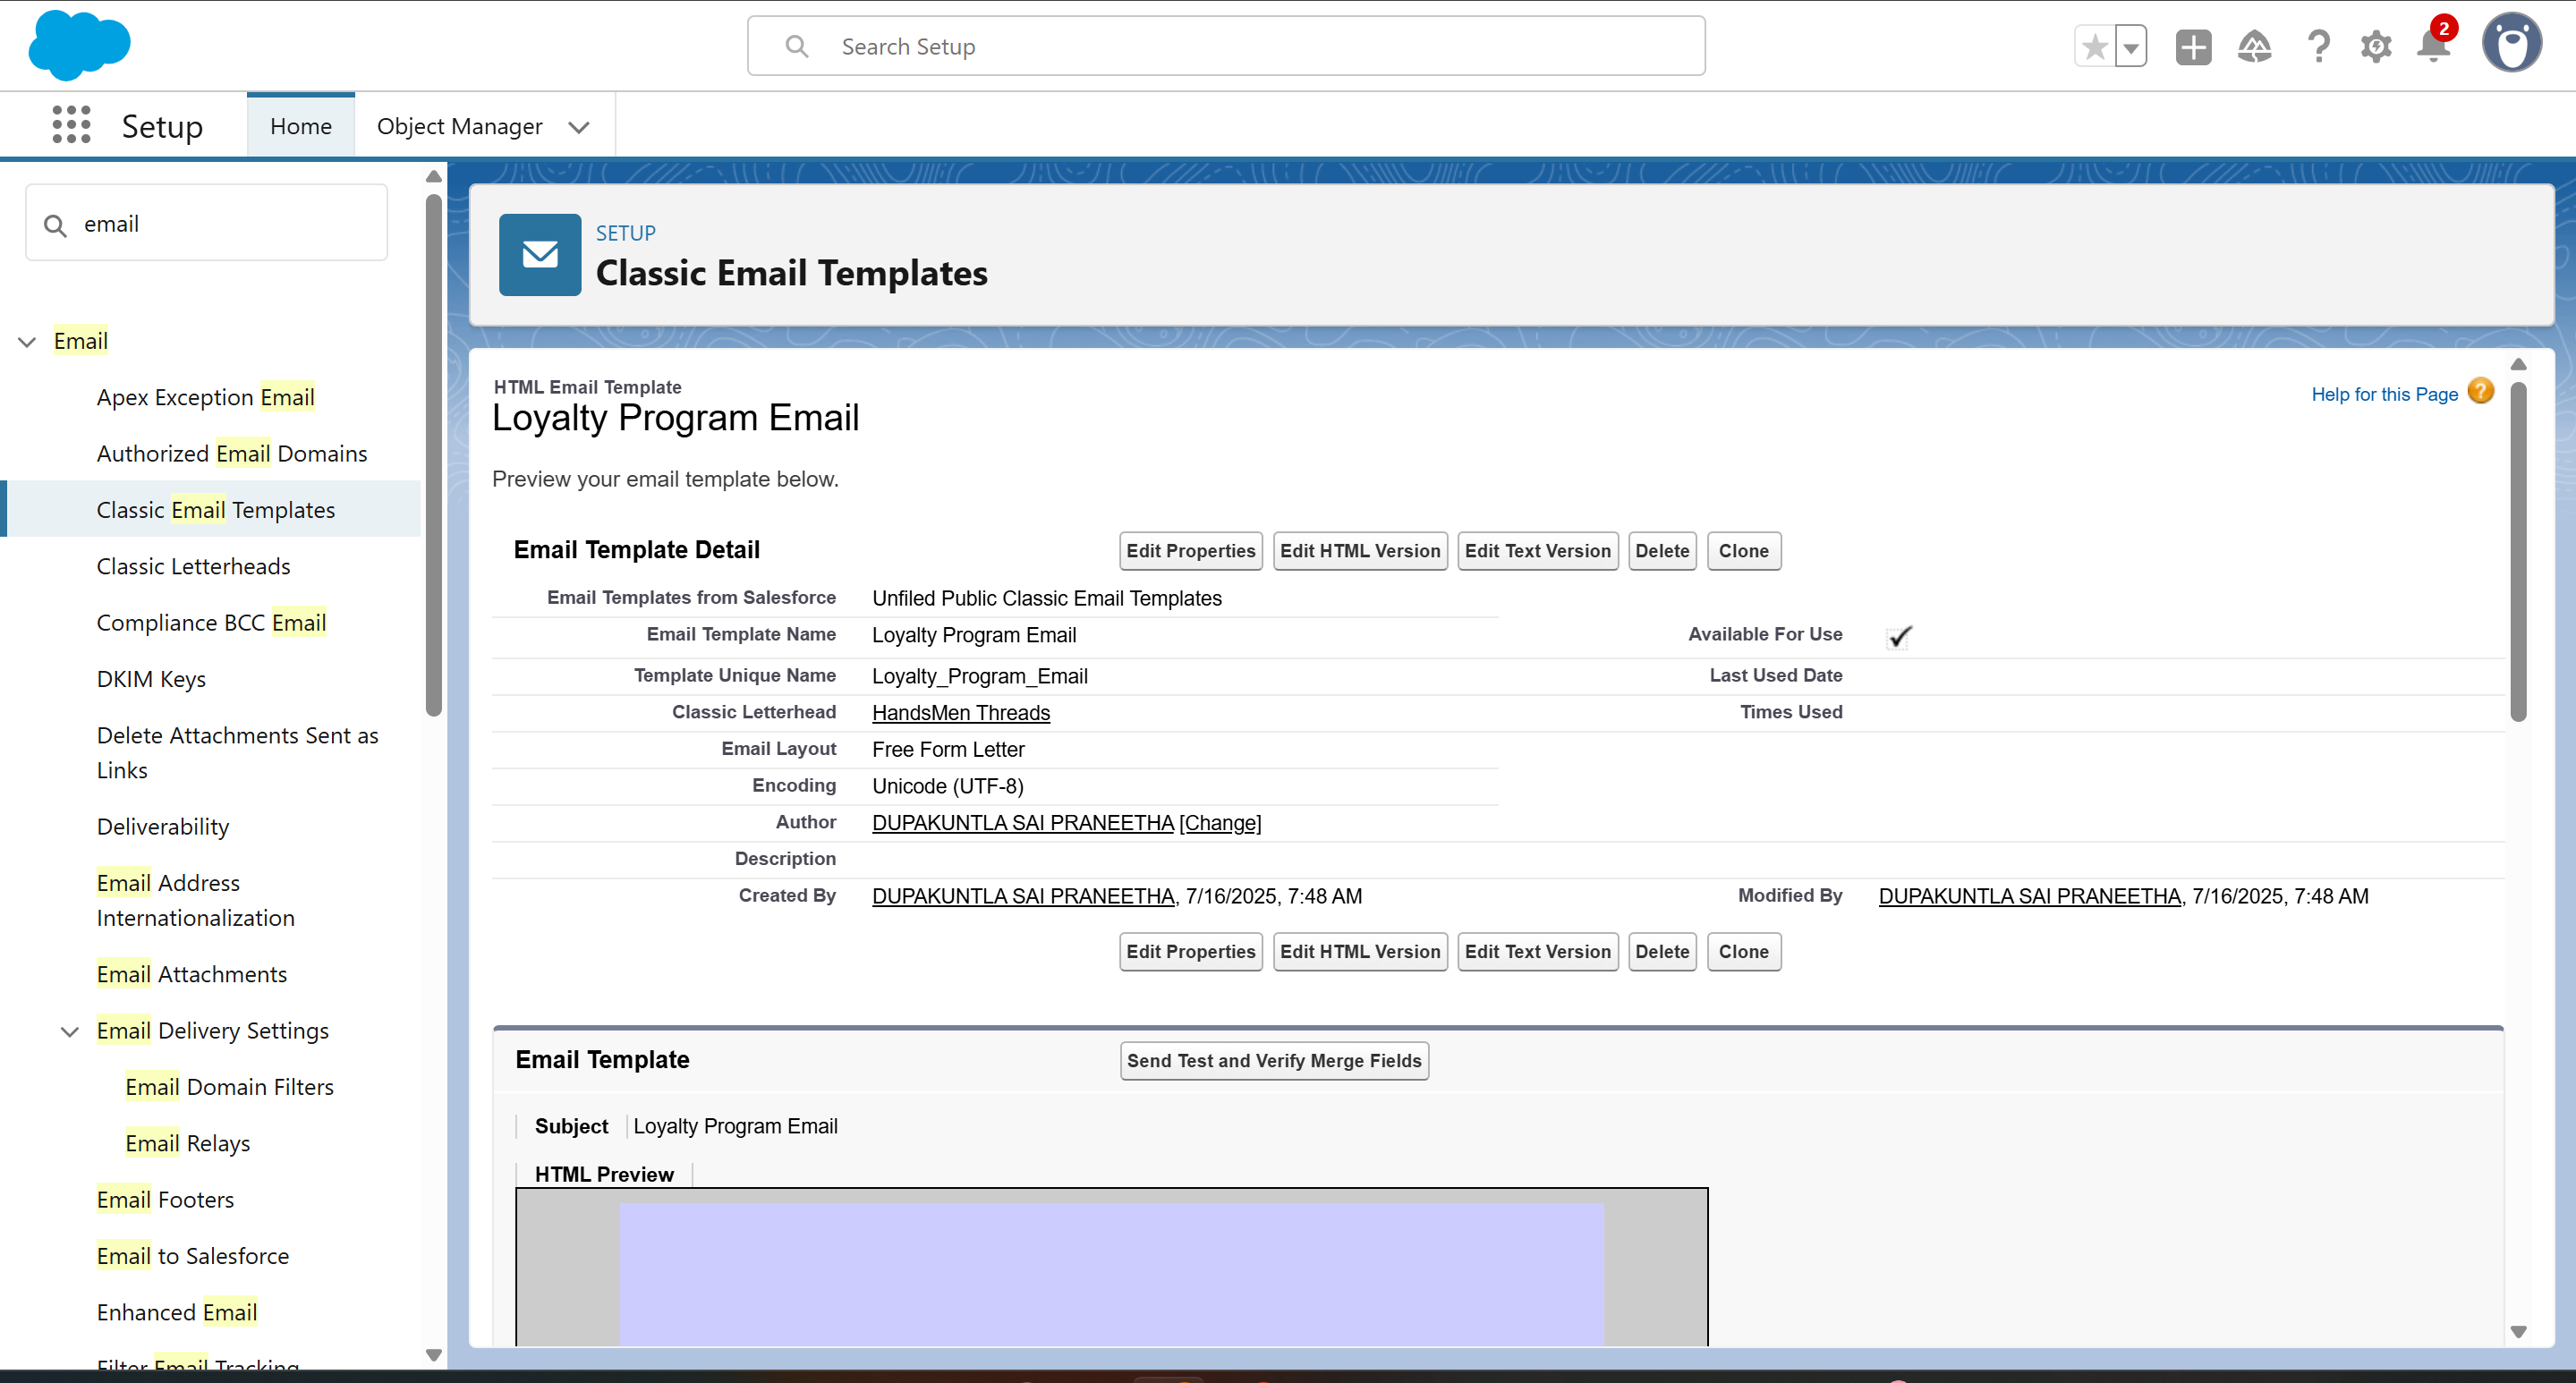 Search Setup
2
Setup
Home
Object Manager
email
Email
Apex Exception Email
Authorized Email Domains
Classic Email Templates
Classic Letterheads
Compliance BCC Email
DKIM Keys
Delete Attachments Sent as
Links
Deliverability
Email Address
Internationalization
Email Attachments
Email Delivery Settings
Email Domain Filters
Email Relays
Email Footers
Email to Salesforce
Enhanced Email
Filter Email Tracking
SETUP
Classic Email Templates
HTML Email Template
Loyalty Program Email
Help for this Page
Preview your email template below.
Email Template Detail
Edit Properties Edit HTML Version Edit Text Version Delete Clone
Email Templates from Salesforce Unfiled Public Classic Email Templates
Email Template Name Loyalty Program Email Available For Use
Template Unique Name Loyalty_Program_Email Last Used Date
Classic Letterhead HandsMen Threads Times Used
Email Layout Free Form Letter
Encoding Unicode (UTF-8)
Author DUPAKUNTLA SAI PRANEETHA [Change]
Description
Created By DUPAKUNTLA SAI PRANEETHA, 7/16/2025, 7:48 AM Modified By DUPAKUNTLA SAI PRANEETHA, 7/16/2025, 7:48 AM
Edit Properties Edit HTML Version Edit Text Version Delete Clone
Email Template
Send Test and Verify Merge Fields
Subject Loyalty Program Email
HTML Preview